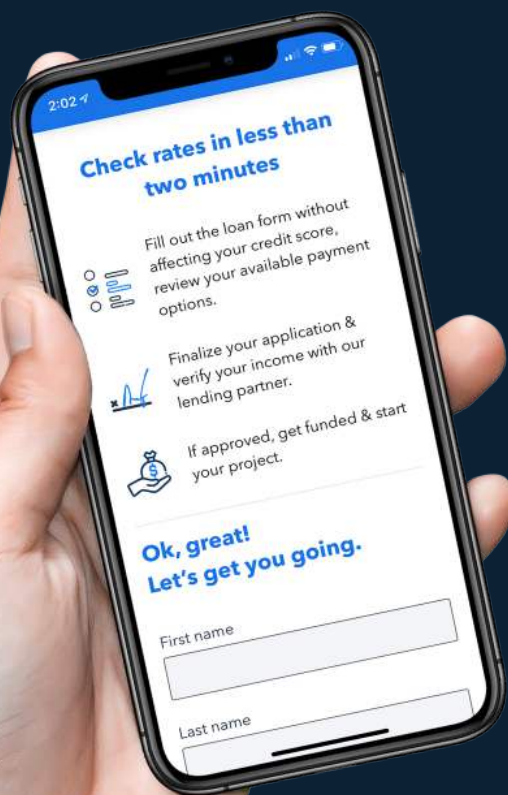 2:02
Check rates in less than
two minutes
Fill out the loan form without
affecting your credit score,
review your available payment
options.
Finalize your application &
verify your income with our
lending partner.
If approved, get funded & start
your project.
Ok, great!
Let's get you going.
First name
Last name